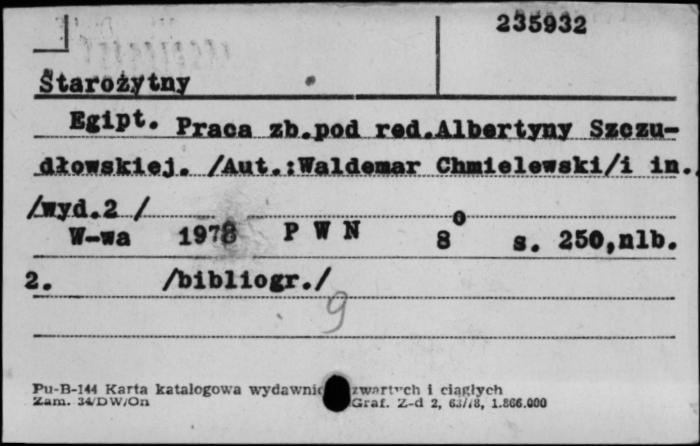 235932
Starożytny
Egipt. Praca zb.pod red.Albertyny Szczu-
dłowskiej. /Aut.:Waldemar Chmielewski/i in.
/wyd.2 /
W-wa 1978 P W N 8o s. 250,nlb.
2. /bibliogr./
9
Pu-B-144 Karta katalogowa wydawnic zwartych i ciągłych
Zam. 34/DW/On Graf. Z-d 2, 63/78, 1.866.000